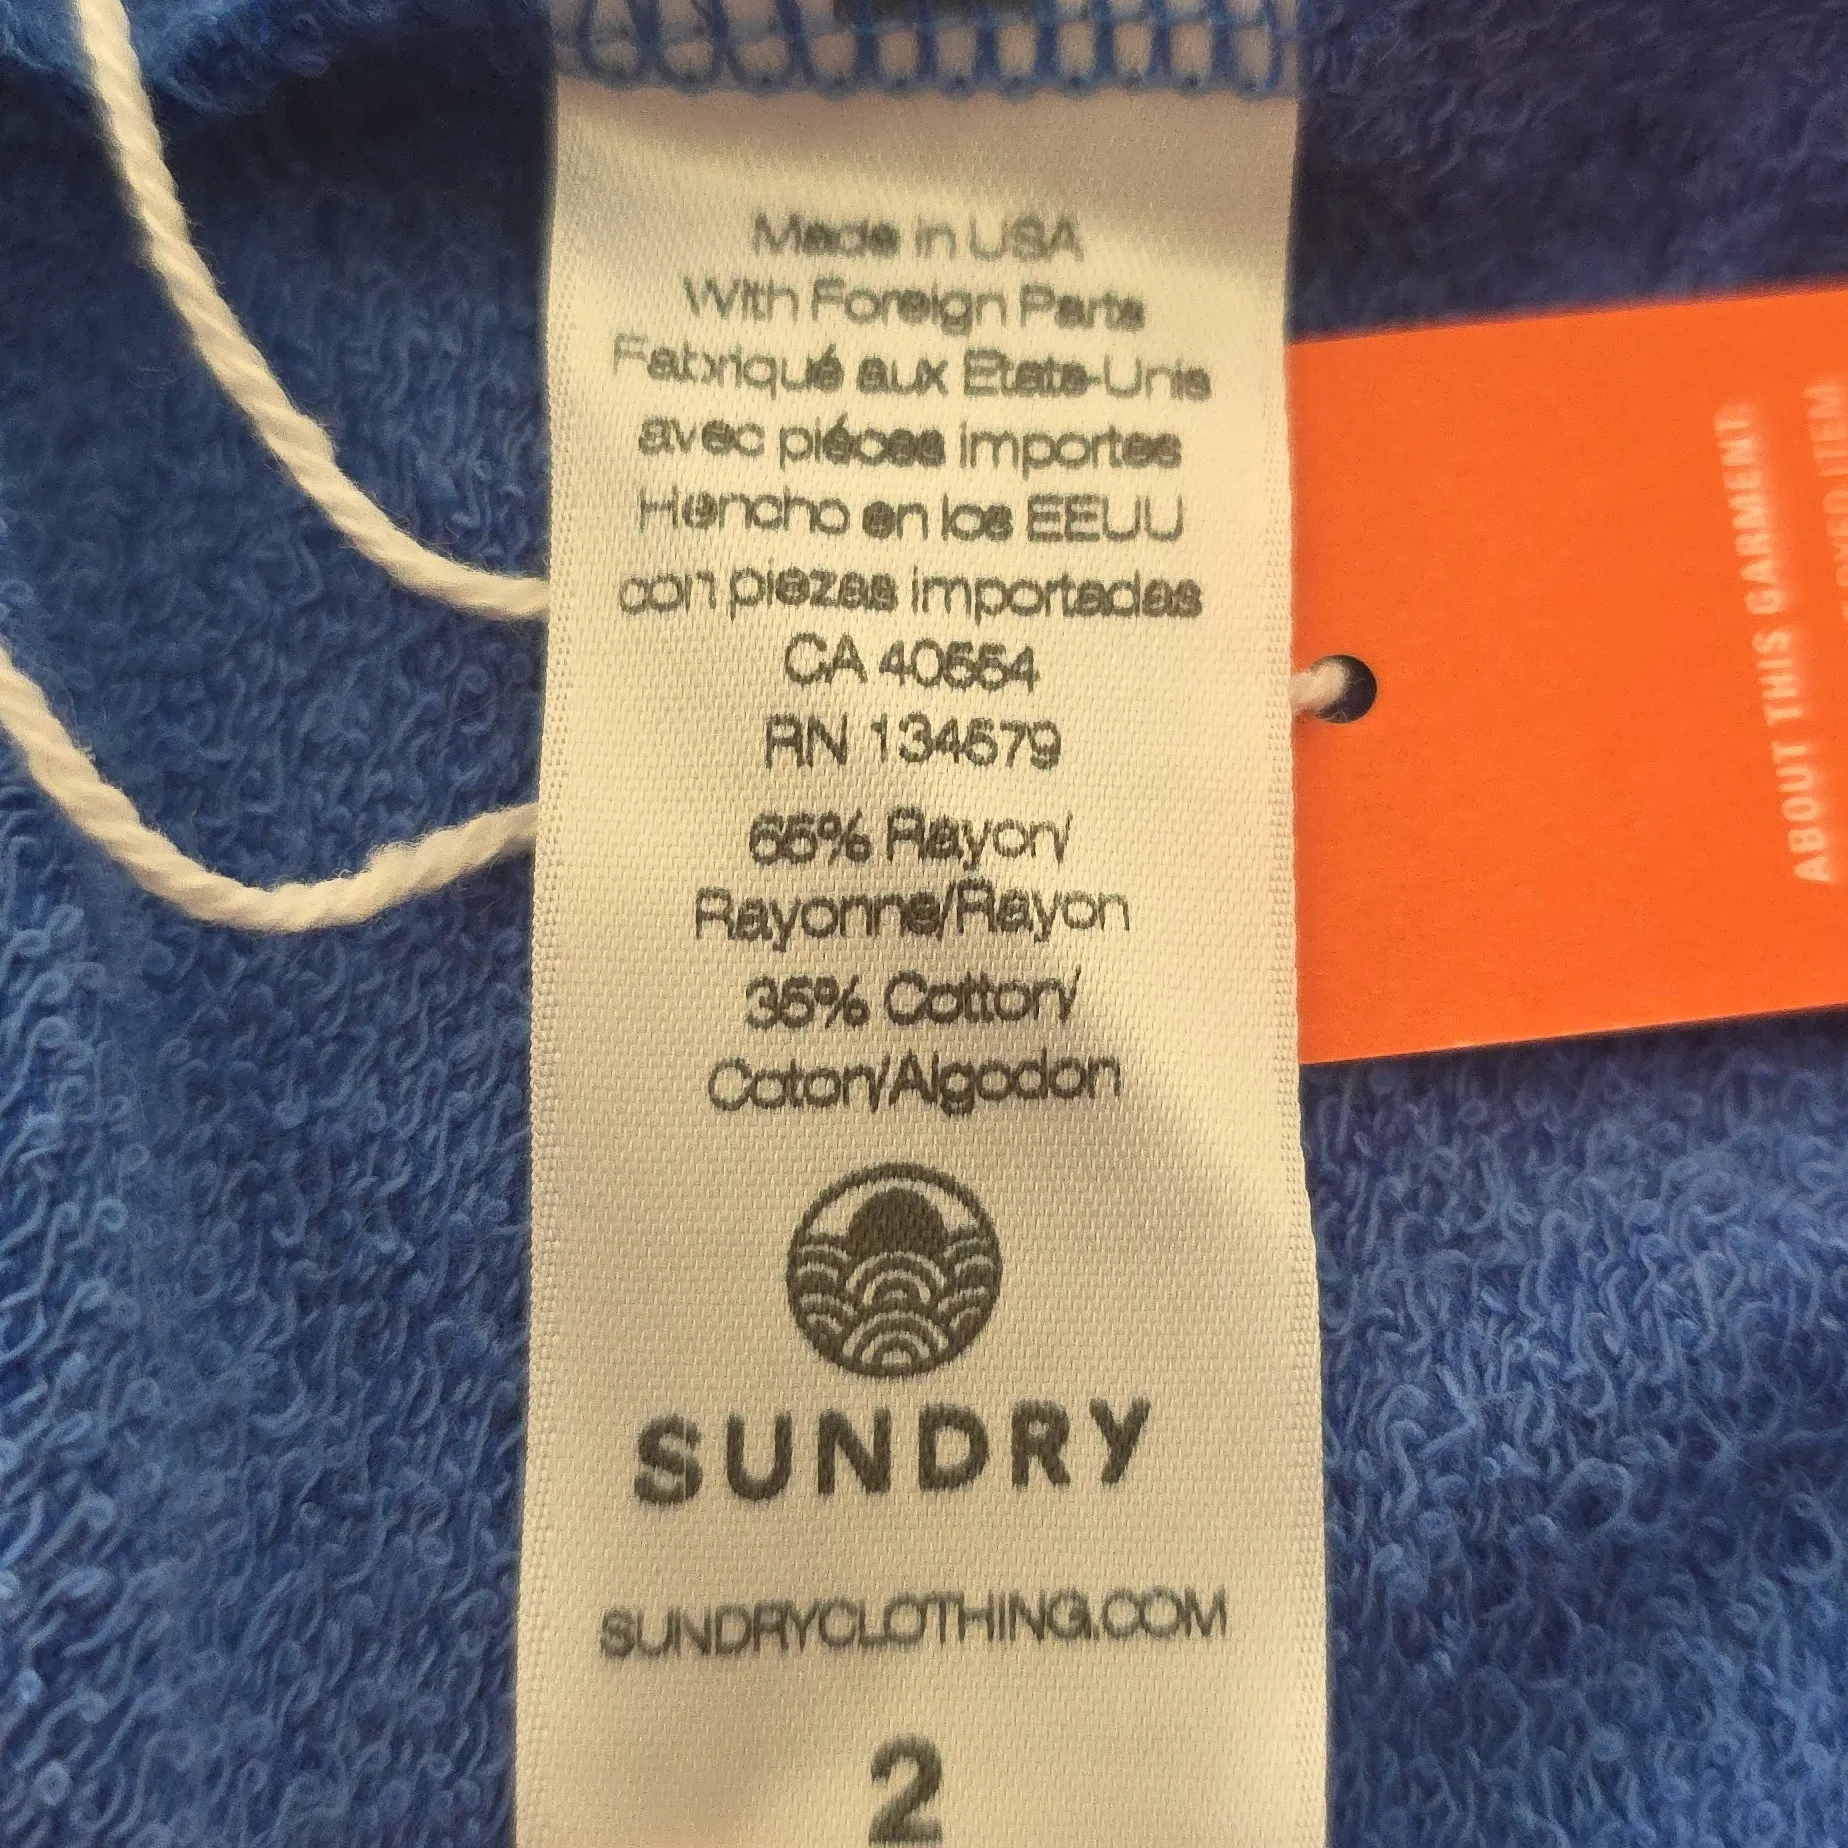 Made in USA
With Foreign Parts
Fabriqué aux Etats-Unis
avec piéces importes
Hencho en los EEUU
con piezas importadas
CA 40554
RN 134579
65% Rayon/
Rayonne/Rayon
35% Cotton/
Coton/Algodon
SUNDRY
SUNDRYCLOTHING.COM
2
ABOUT THIS GARMENT
ITEM